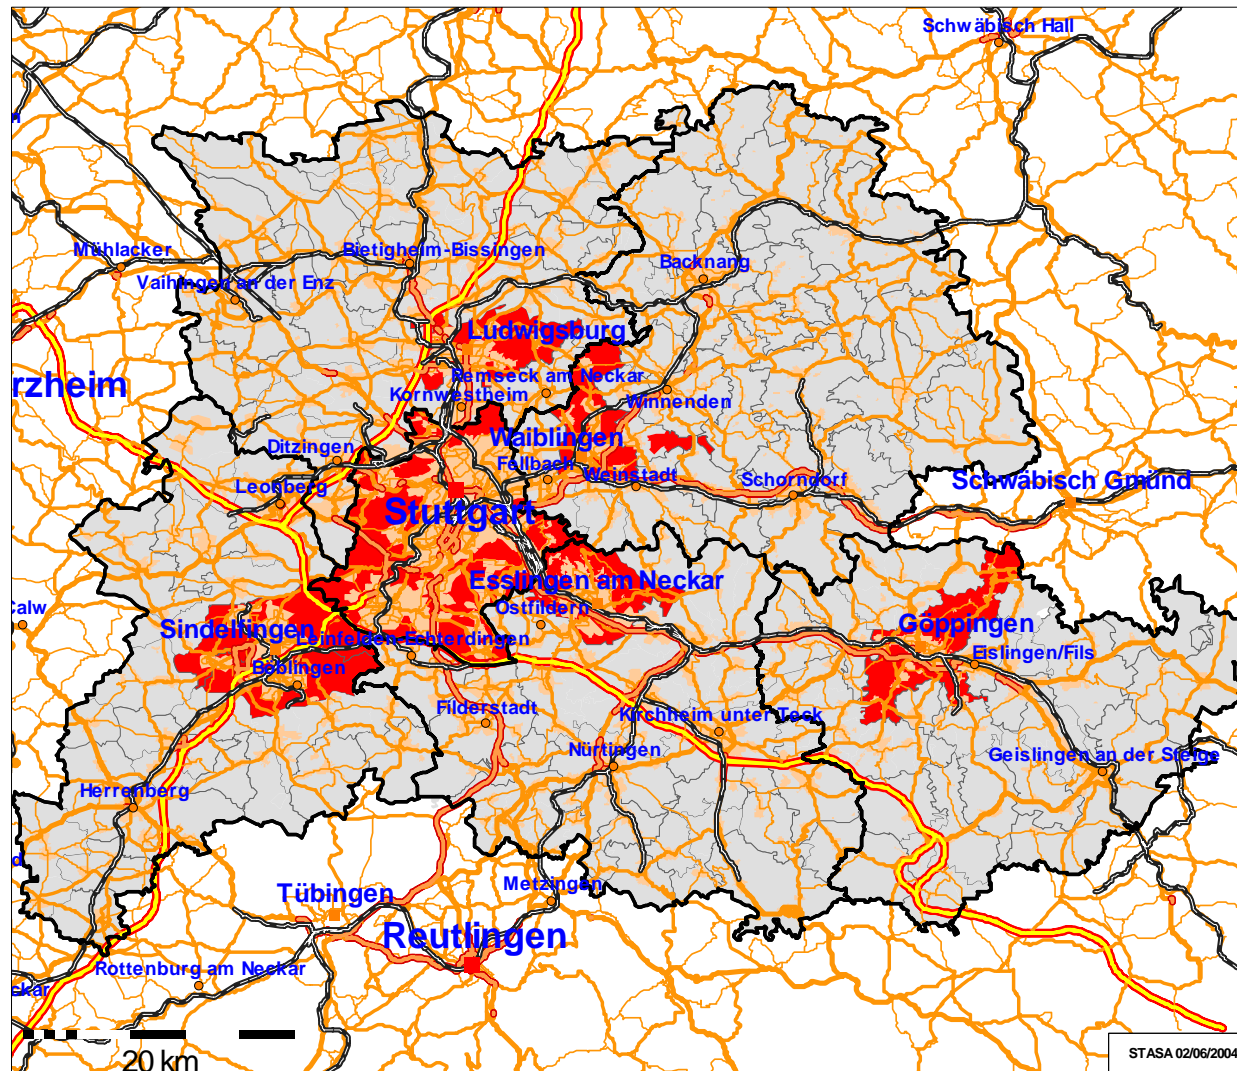 Schwäbisch Hall
Mühlacker
Bietigheim-Bissingen
Backnang
Vaihingen an der Enz
Ludwigsburg
rzheim
Remseck am Neckar
Kornwestheim
Winnenden
Waiblingen
Ditzingen
Fellbach
Weinstadt
Schorndorf
Schwäbisch Gmünd
Leonberg
Stuttgart
Esslingen am Neckar
Calw
Ostfildern
Sindelfingen
Leinfelden-Echterdingen
Göppingen
Eislingen/Fils
Böblingen
Filderstadt
Kirchheim unter Teck
Nürtingen
Geislingen an der Steige
Herrenberg
Tübingen
Metzingen
Reutlingen
Rottenburg am Neckar
ckar
20 km
STASA 02/06/2004